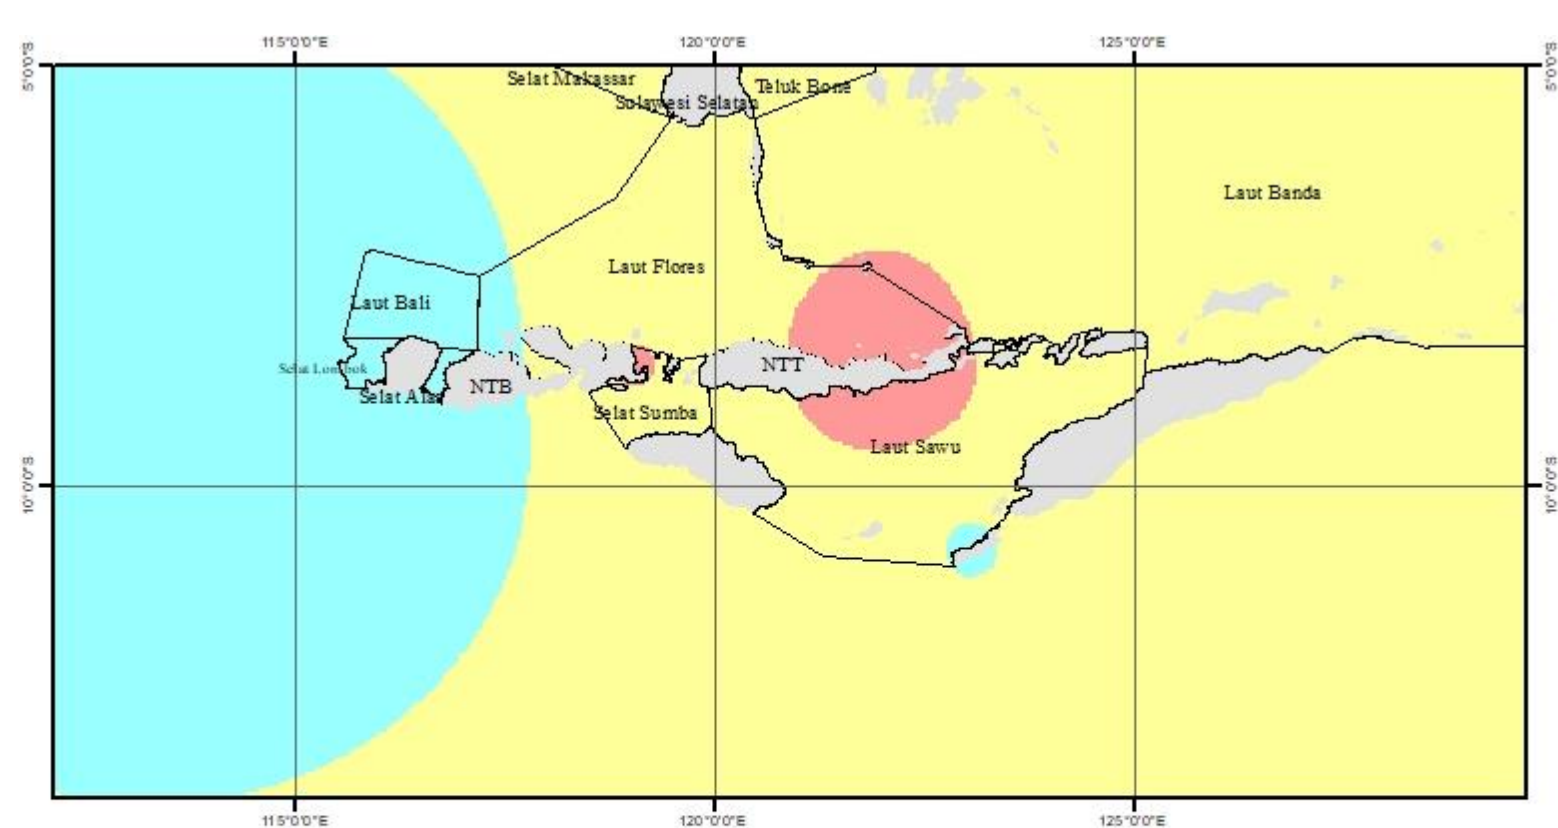 115°0'0"E
120°0'0"E
125°0'0"E
5°0'0"S
5°0'0"S
Selat Makassar
Teluk Bone
Sulawesi Selatan
Laut Banda
Laut Flores
Laut Bali
Selat Lombok
NTT
NTB
Selat Alas
Selat Sumba
Laut Sawu
10°0'0"S
10°0'0"S
115°0'0"E
120°0'0"E
125°0'0"E